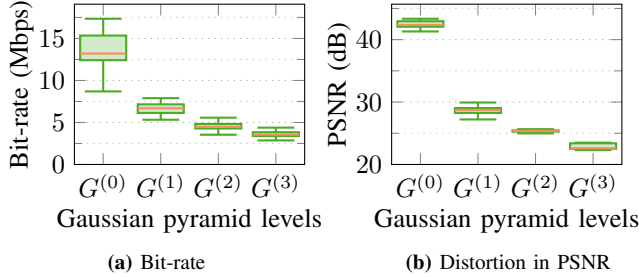 Bit-rate (Mbps)
15
10
5
0
G(0) G(1) G(2) G(3)
Gaussian pyramid levels
(a) Bit-rate
PSNR (dB)
40
30
20
G(0) G(1) G(2) G(3)
Gaussian pyramid levels
(b) Distortion in PSNR